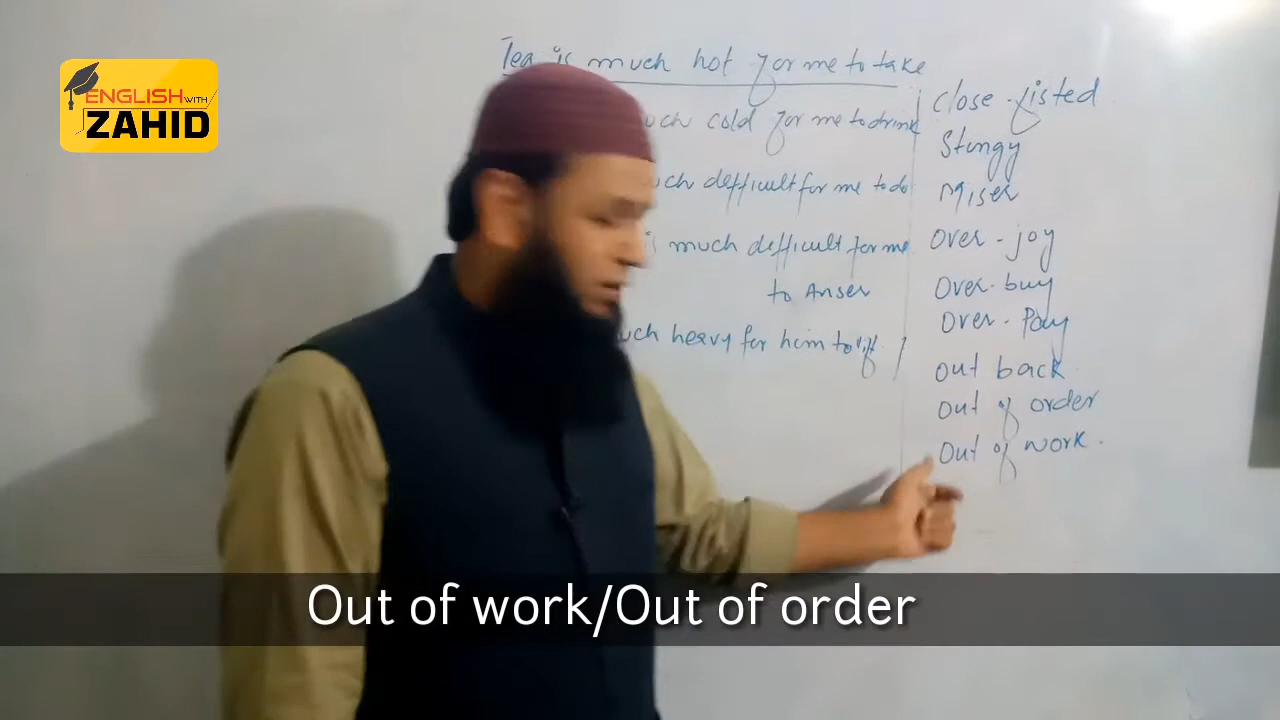 ENGLISH WITH
ZAHID
Tea is much hot for me to take
much cold for me to drink
much defficult for me to do
is much defficult for me
to Anser
much heavy for him to lift
Close-fisted
Stingy
Miser
Over-joy
Over-buy
Over-Pay
Out back
Out of order
Out of work.
Out of work/Out of order